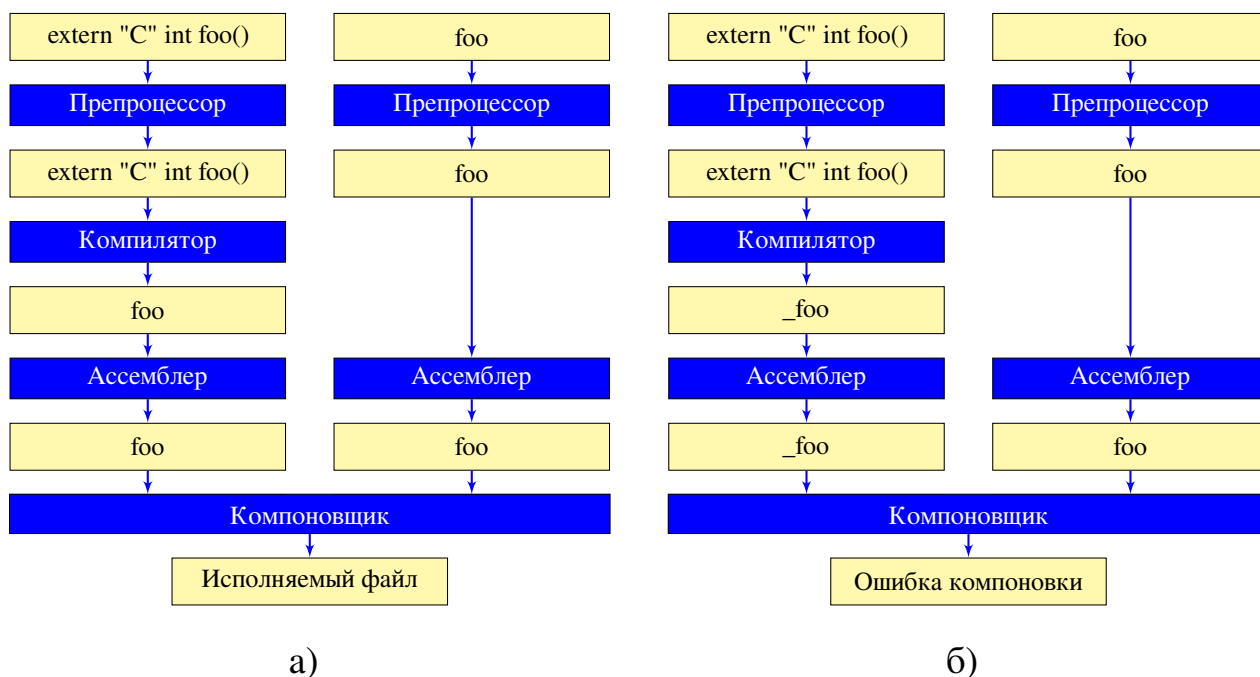 extern "C" int foo()
foo
Препроцессор
Препроцессор
extern "C" int foo()
foo
Компилятор
foo
Ассемблер
Ассемблер
foo
foo
Компоновщик
Исполняемый файл
а)
extern "C" int foo()
foo
Препроцессор
Препроцессор
extern "C" int foo()
foo
Компилятор
_foo
Ассемблер
Ассемблер
_foo
foo
Компоновщик
Ошибка компоновки
б)